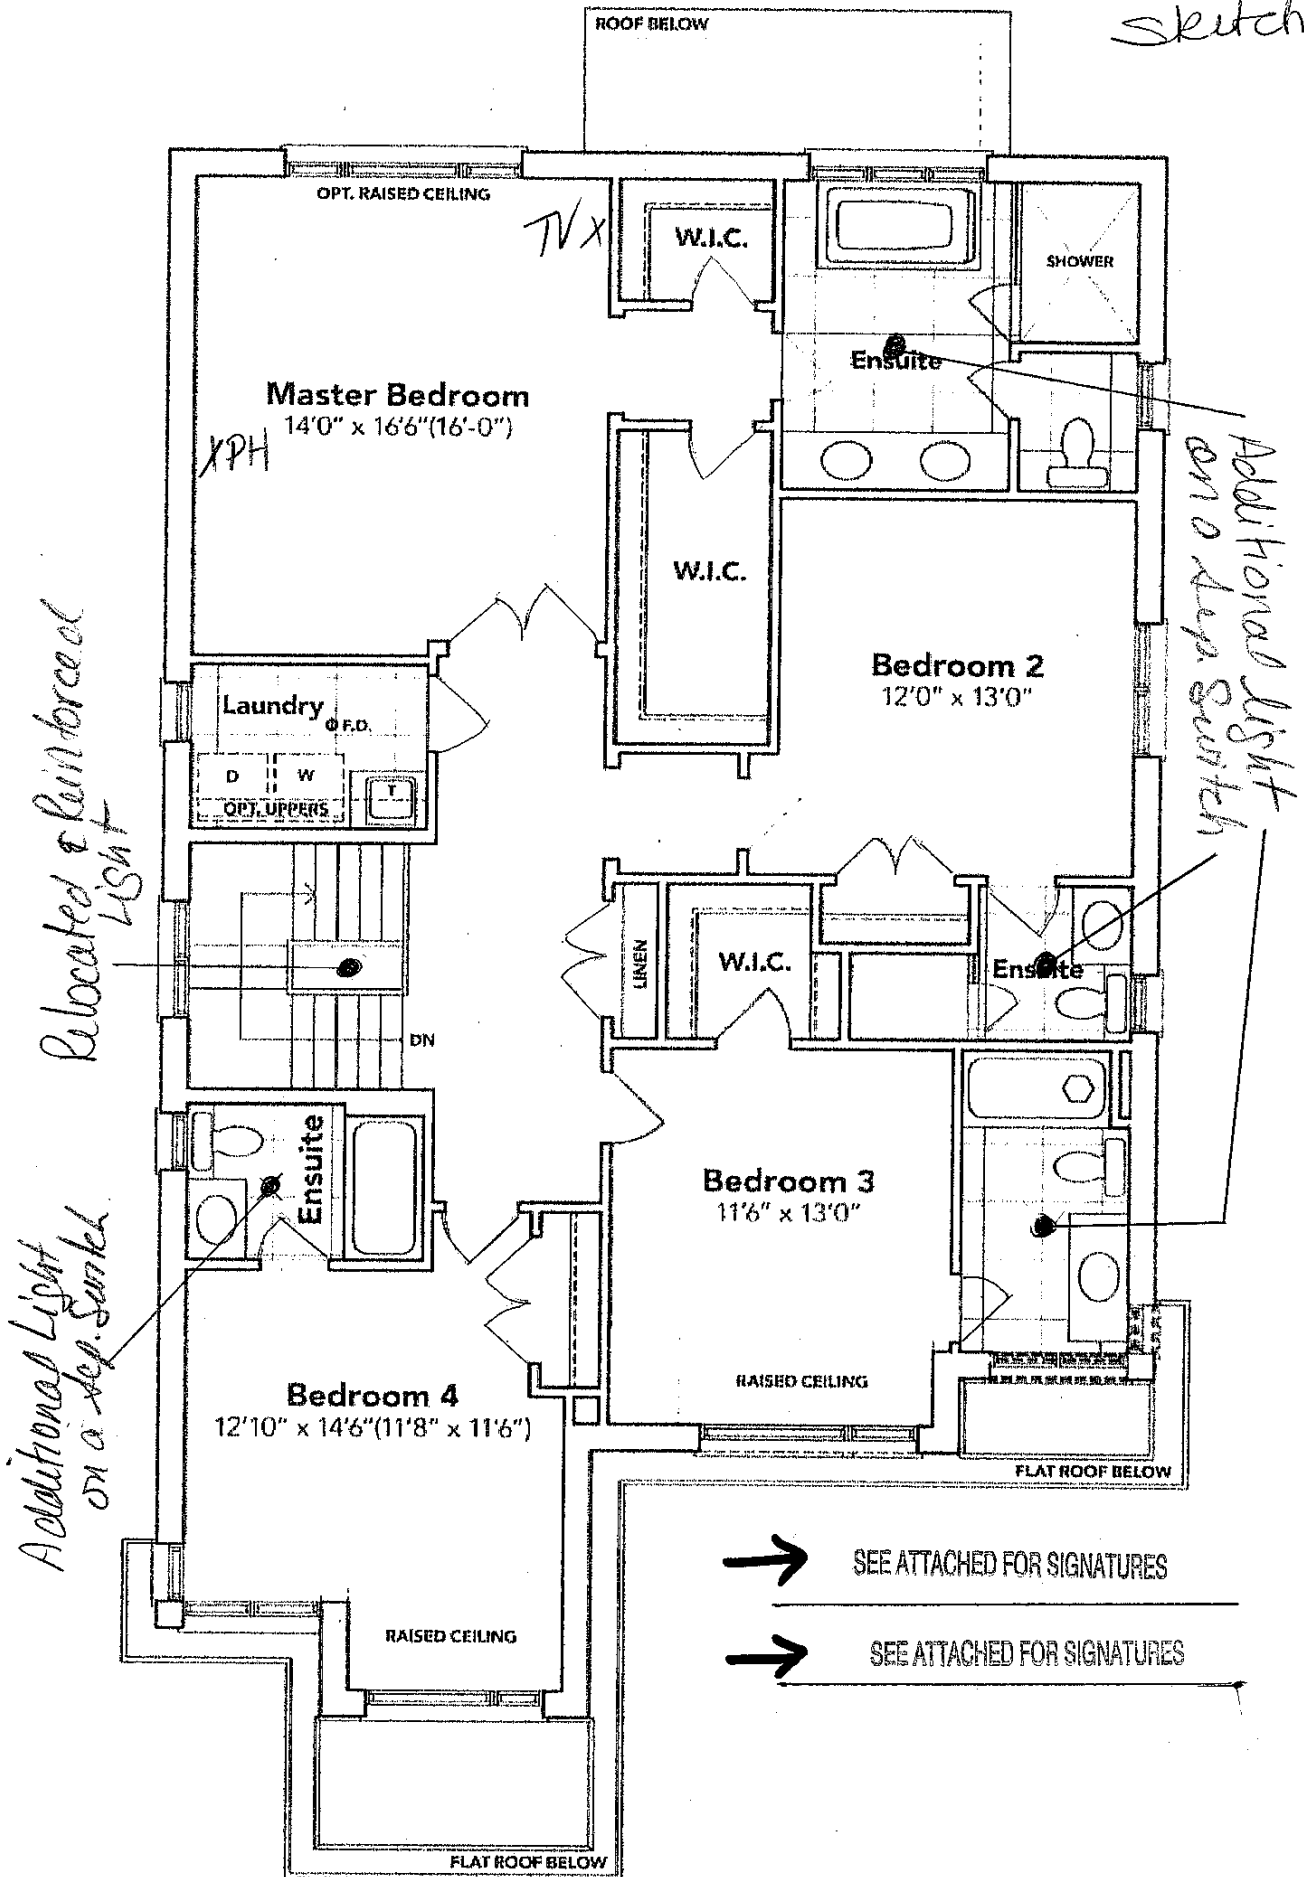 Sketch
ROOF BELOW
OPT. RAISED CEILING
TV X
W.I.C.
SHOWER
Ensuite
Master Bedroom
14'0" x 16'6"(16'-0")
XPH
Additional light
on a sep. Switch
W.I.C.
Bedroom 2
12'0" x 13'0"
Relocated & Reinforced
Light
Laundry
F.D.
D
W
T
OPT. UPPERS
LINEN
W.I.C.
Ensuite
DN
Ensuite
Bedroom 3
11'6" x 13'0"
Additional Light
on a sep. Switch
RAISED CEILING
Bedroom 4
12'10" x 14'6"(11'8" x 11'6")
FLAT ROOF BELOW
SEE ATTACHED FOR SIGNATURES
RAISED CEILING
SEE ATTACHED FOR SIGNATURES
FLAT ROOF BELOW